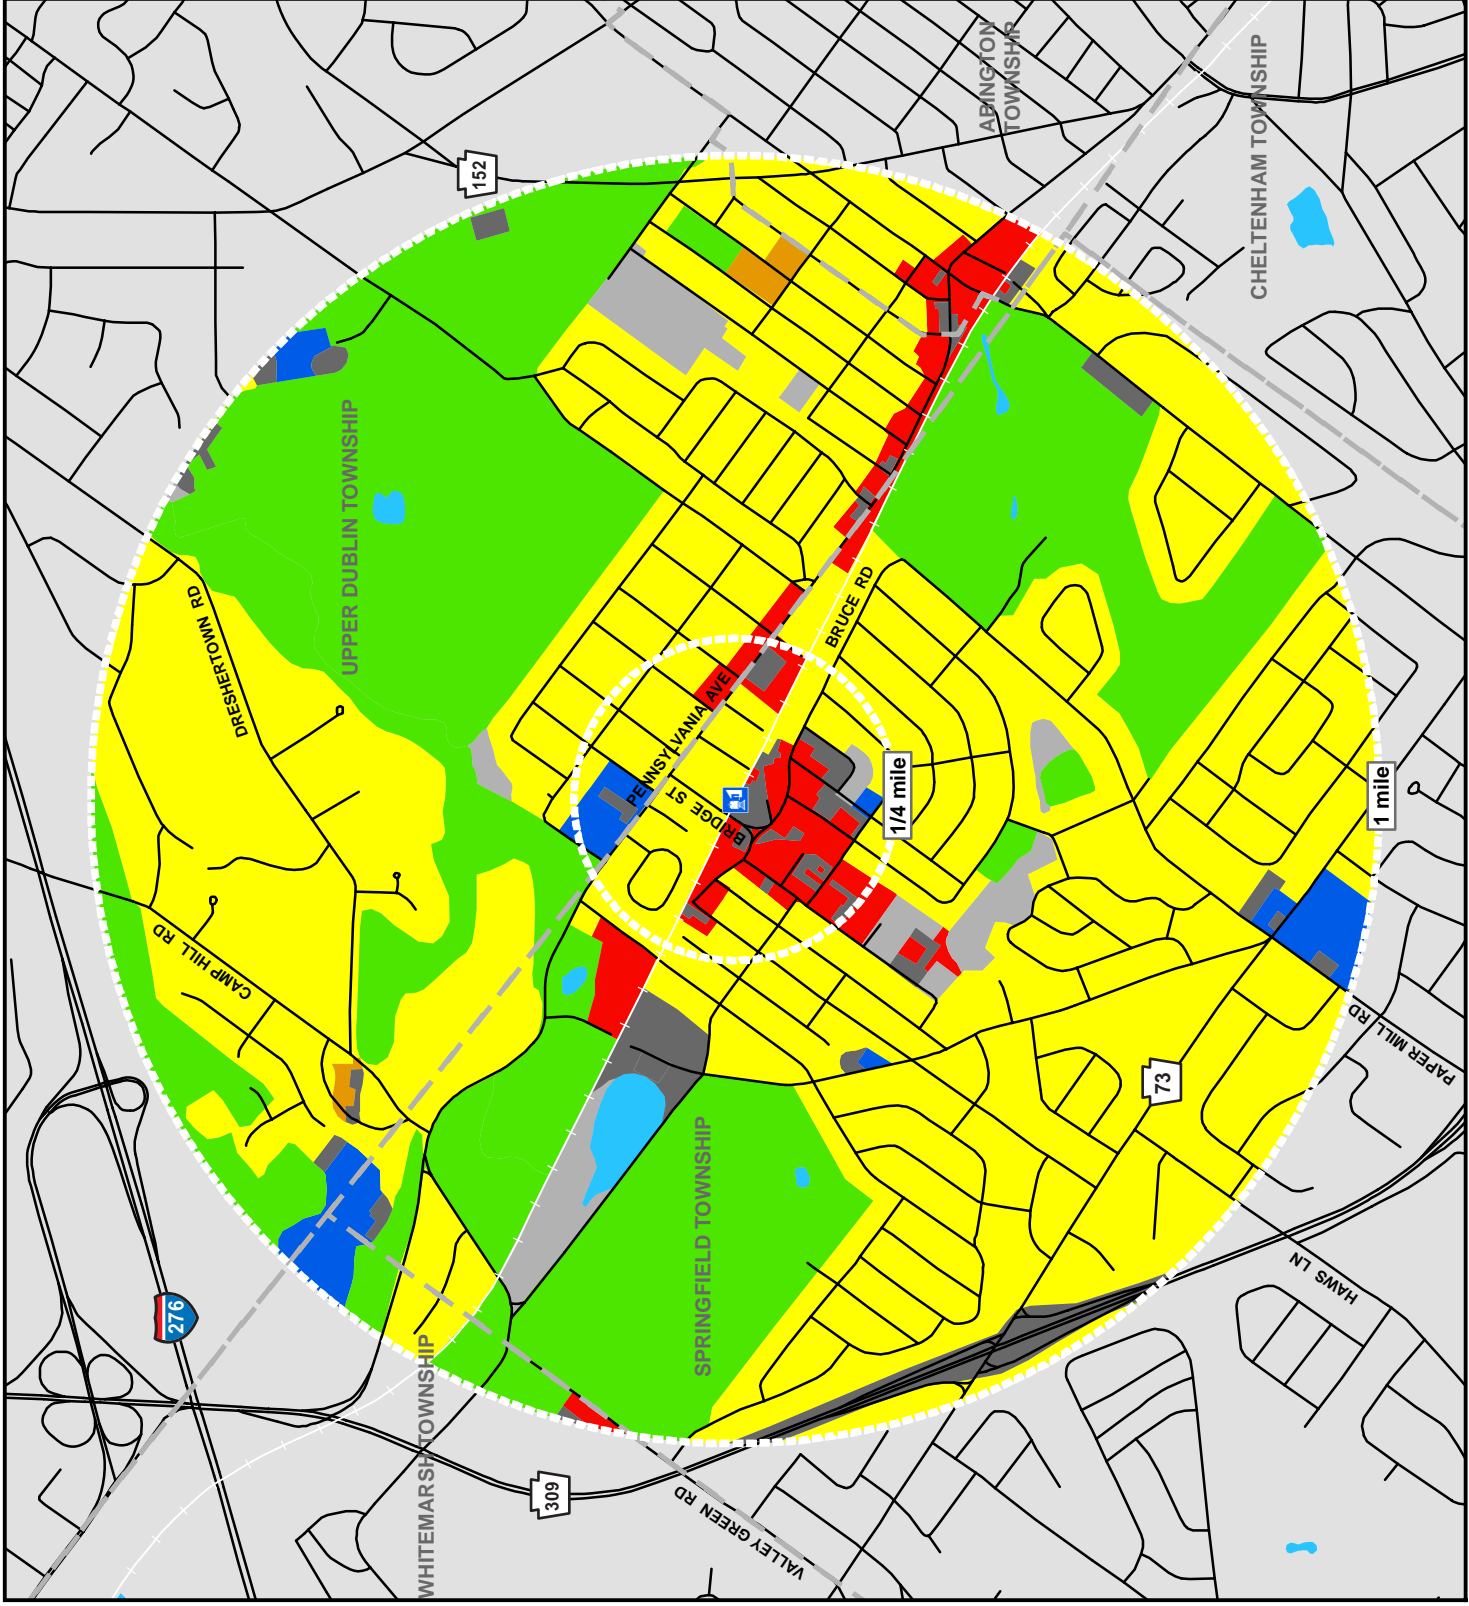 152
ABINGTON
TOWNSHIP
CHELTENHAM TOWNSHIP
UPPER DUBLIN TOWNSHIP
DRESHERTOWN RD
BRUCE RD
PENNSYLVANIA AVE
BRIDGE ST
1/4 mile
1 mile
CAMP HILL RD
PAPER MILL RD
73
SPRINGFIELD TOWNSHIP
HAWS LN
276
WHITEMARSH TOWNSHIP
309
VALLEY GREEN RD